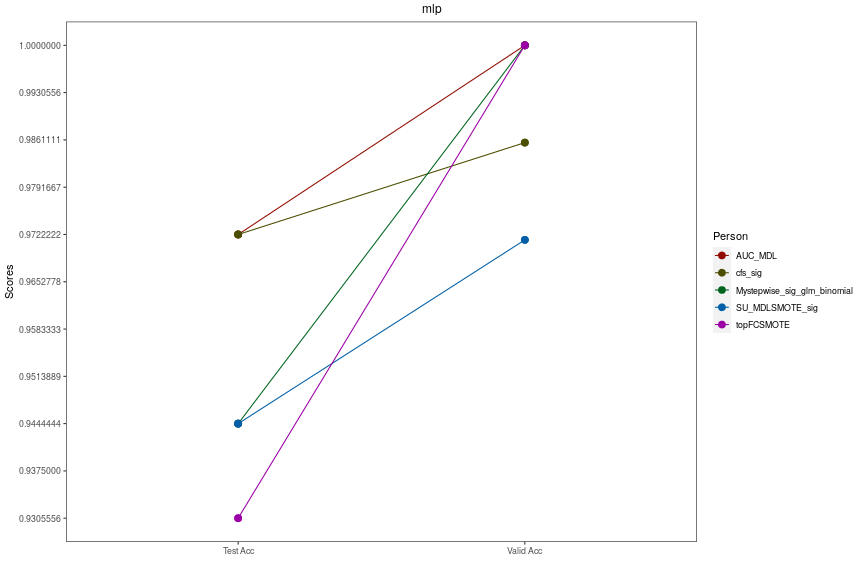 mlp
Scores
1.0000000
0.9930556
0.9861111
0.9791667
0.9722222
0.9652778
0.9583333
0.9513889
0.9444444
0.9375000
0.9305556
Test Acc
Valid Acc
Person
AUC_MDL
cfs_sig
Mystepwise_sig_glm_binomial
SU_MDLSMOTE_sig
topFCSMOTE